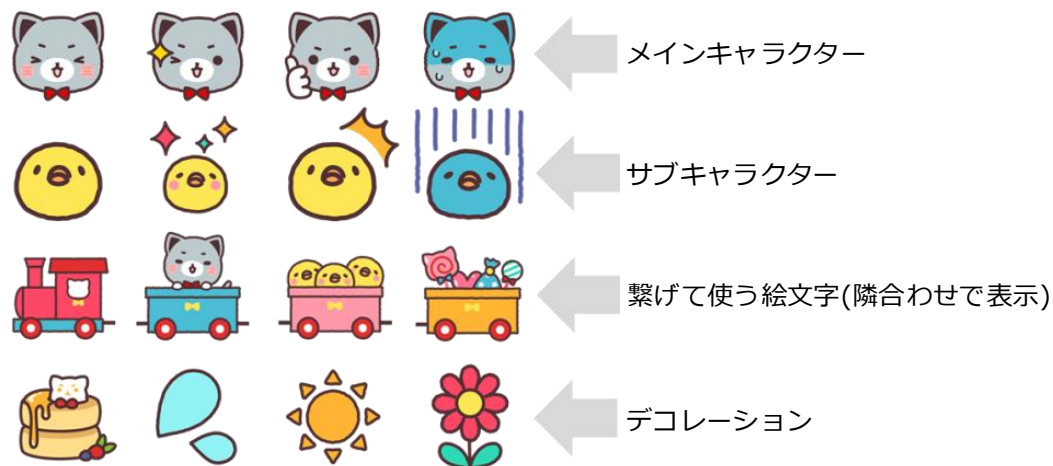 メインキャラクター
サブキャラクター
繋げて使う絵文字(隣合わせで表示)
デコレーション